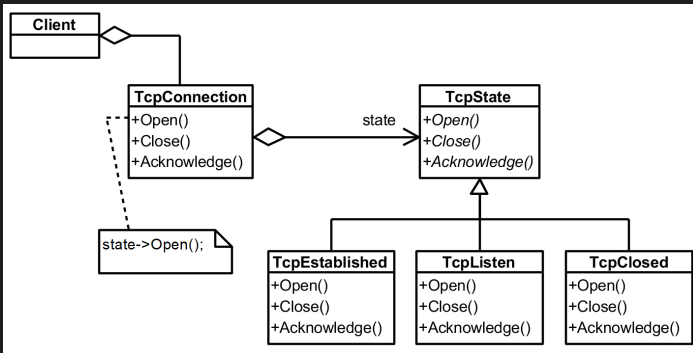 Client
TcpConnection
+Open()
+Close()
+Acknowledge()
state
TcpState
+Open()
+Close()
+Acknowledge()
state->Open();
TcpEstablished
+Open()
+Close()
+Acknowledge()
TcpListen
+Open()
+Close()
+Acknowledge()
TcpClosed
+Open()
+Close()
+Acknowledge()